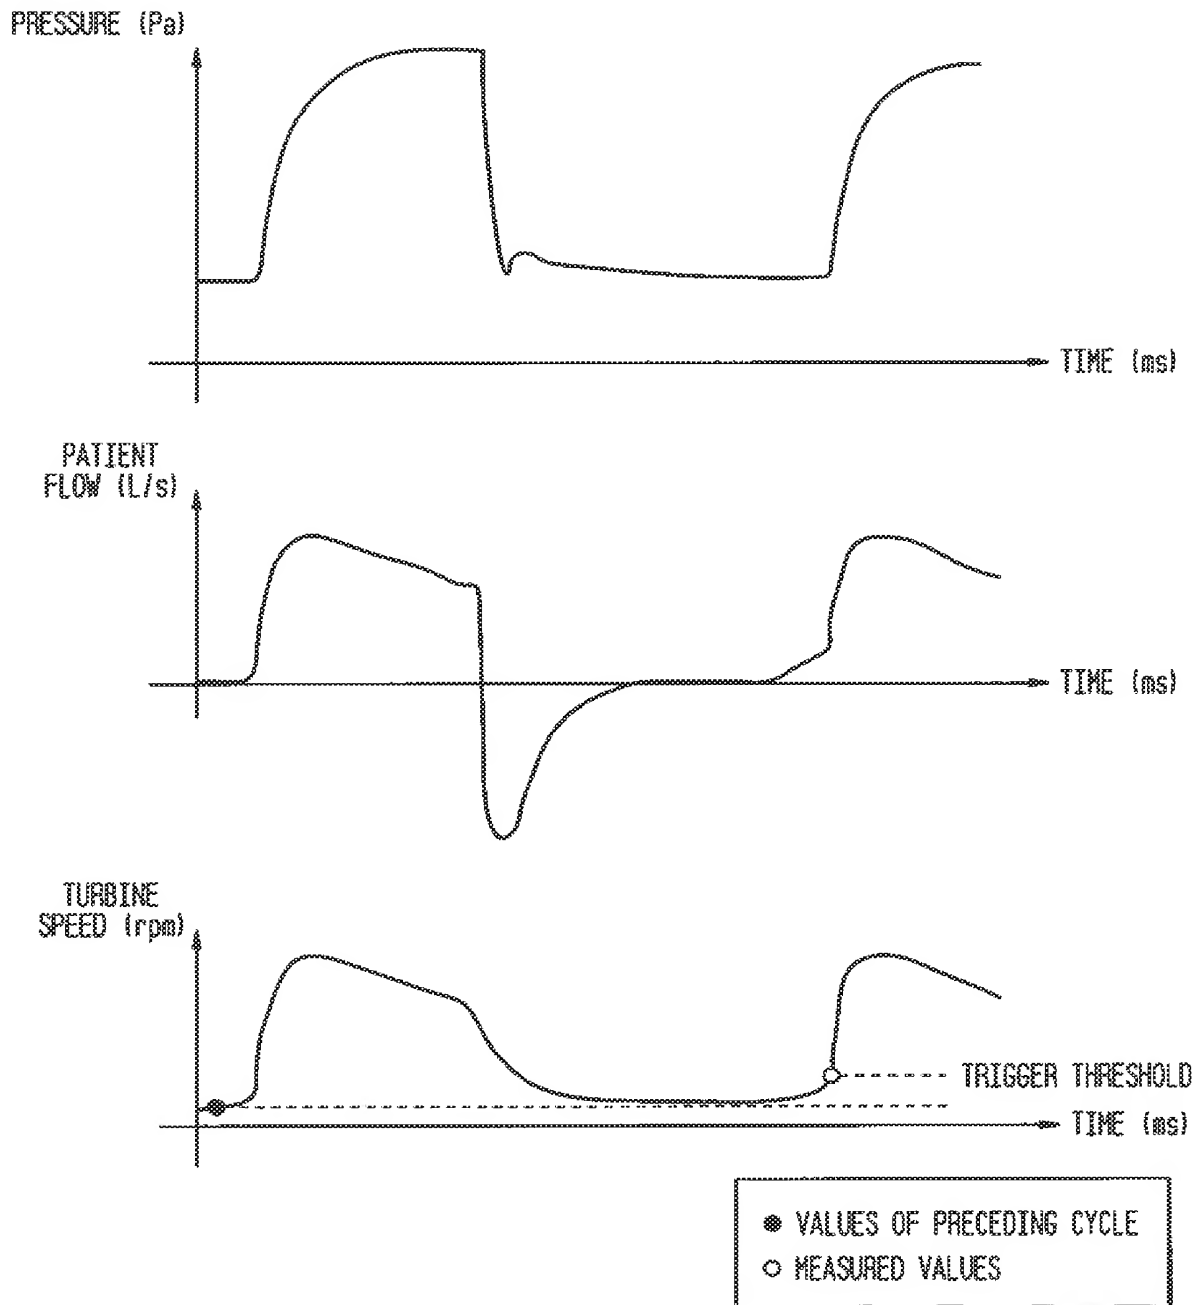 PRESSURE (Pa)
TIME (ms)
PATIENT
FLOW (L/s)
TIME (ms)
TURBINE
SPEED (rpm)
TRIGGER THRESHOLD
TIME (ms)
VALUES OF PRECEDING CYCLE
MEASURED VALUES